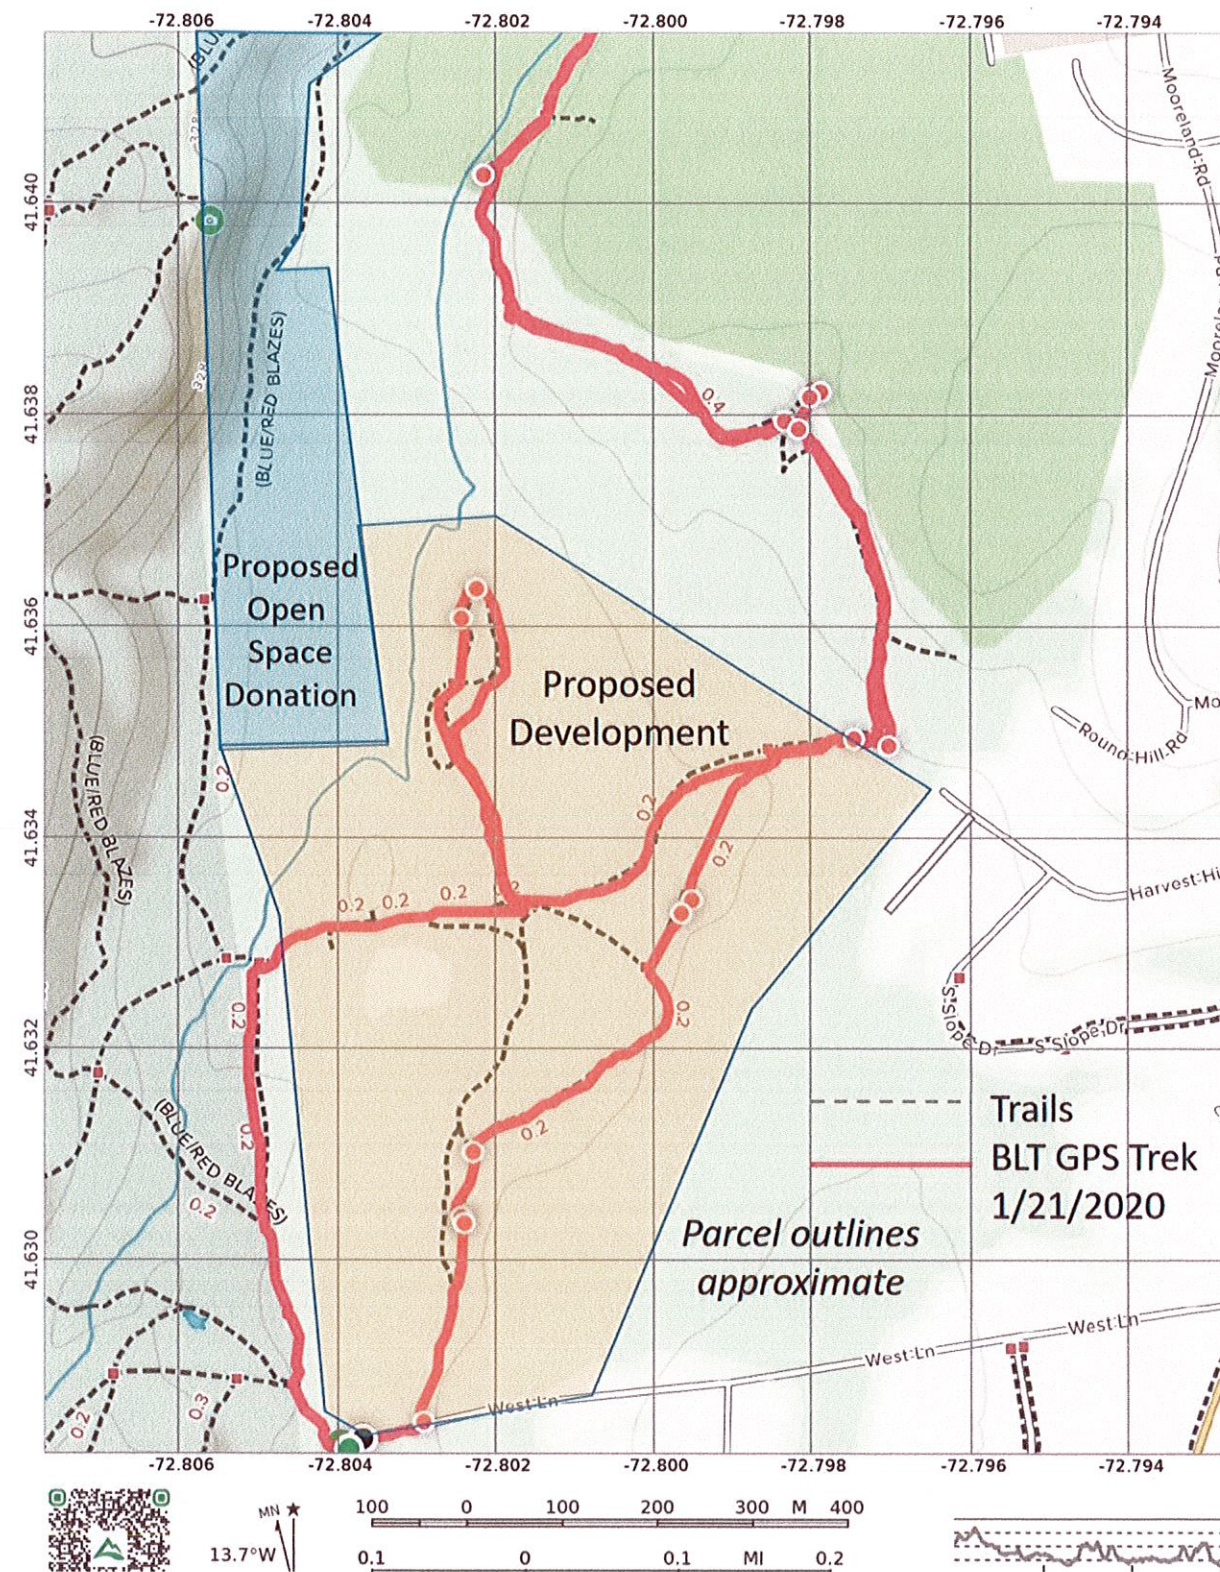 -72.806 -72.804 -72.802 -72.800 -72.798 -72.796 -72.794
(BLU
Mooreland Rd
328
41.640
Moore
328
(BLUE/RED BLAZES)
41.638
0.4
Proposed
Open
Space
Donation
41.636
Proposed
Development
Mo
Round Hill Rd
(BLUE/RED BLAZES)
0.2
0.2
41.634
0.2
Harvest Hi
0.2 0.2 0.2 0.2
S Slope Dr
0.2
0.2
S Slope Dr
41.632
Trails
BLT GPS Trek
1/21/2020
(BLUE/RED BLAZES)
0.2
0.2
0.2
Parcel outlines
approximate
41.630
West Ln
West Ln
West Ln
0.2
0.3
-72.806 -72.804 -72.802 -72.800 -72.798 -72.796 -72.794
MN
13.7°W
100 0 100 200 300 M 400
0.1 0 0.1 MI 0.2